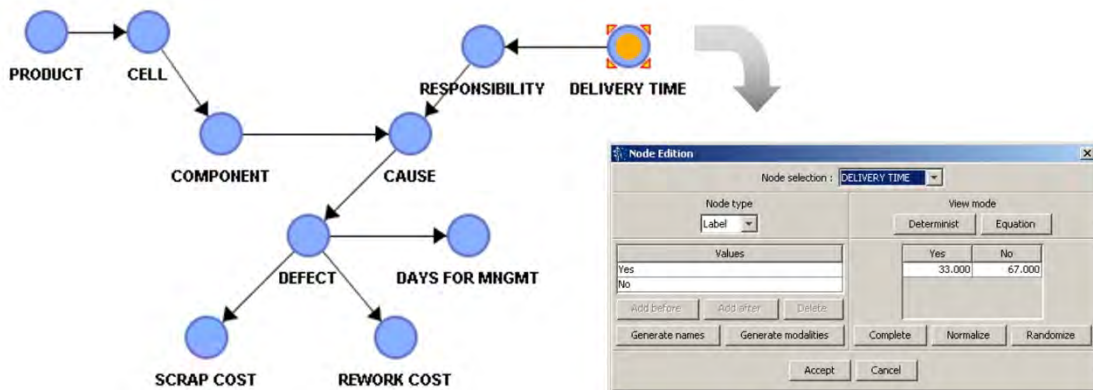 PRODUCT
CELL
RESPONSIBILITY
DELIVERY TIME
COMPONENT
CAUSE
DEFECT
DAYS FOR MNGMT
SCRAP COST
REWORK COST
Node Edition
Node selection : DELIVERY TIME
Node type
View mode
Label
Determinist
Equation
Values
Yes
No
Yes
No
33.000
67.000
Add before
Add after
Delete
Generate names
Generate modalities
Complete
Normalize
Randomize
Accept
Cancel